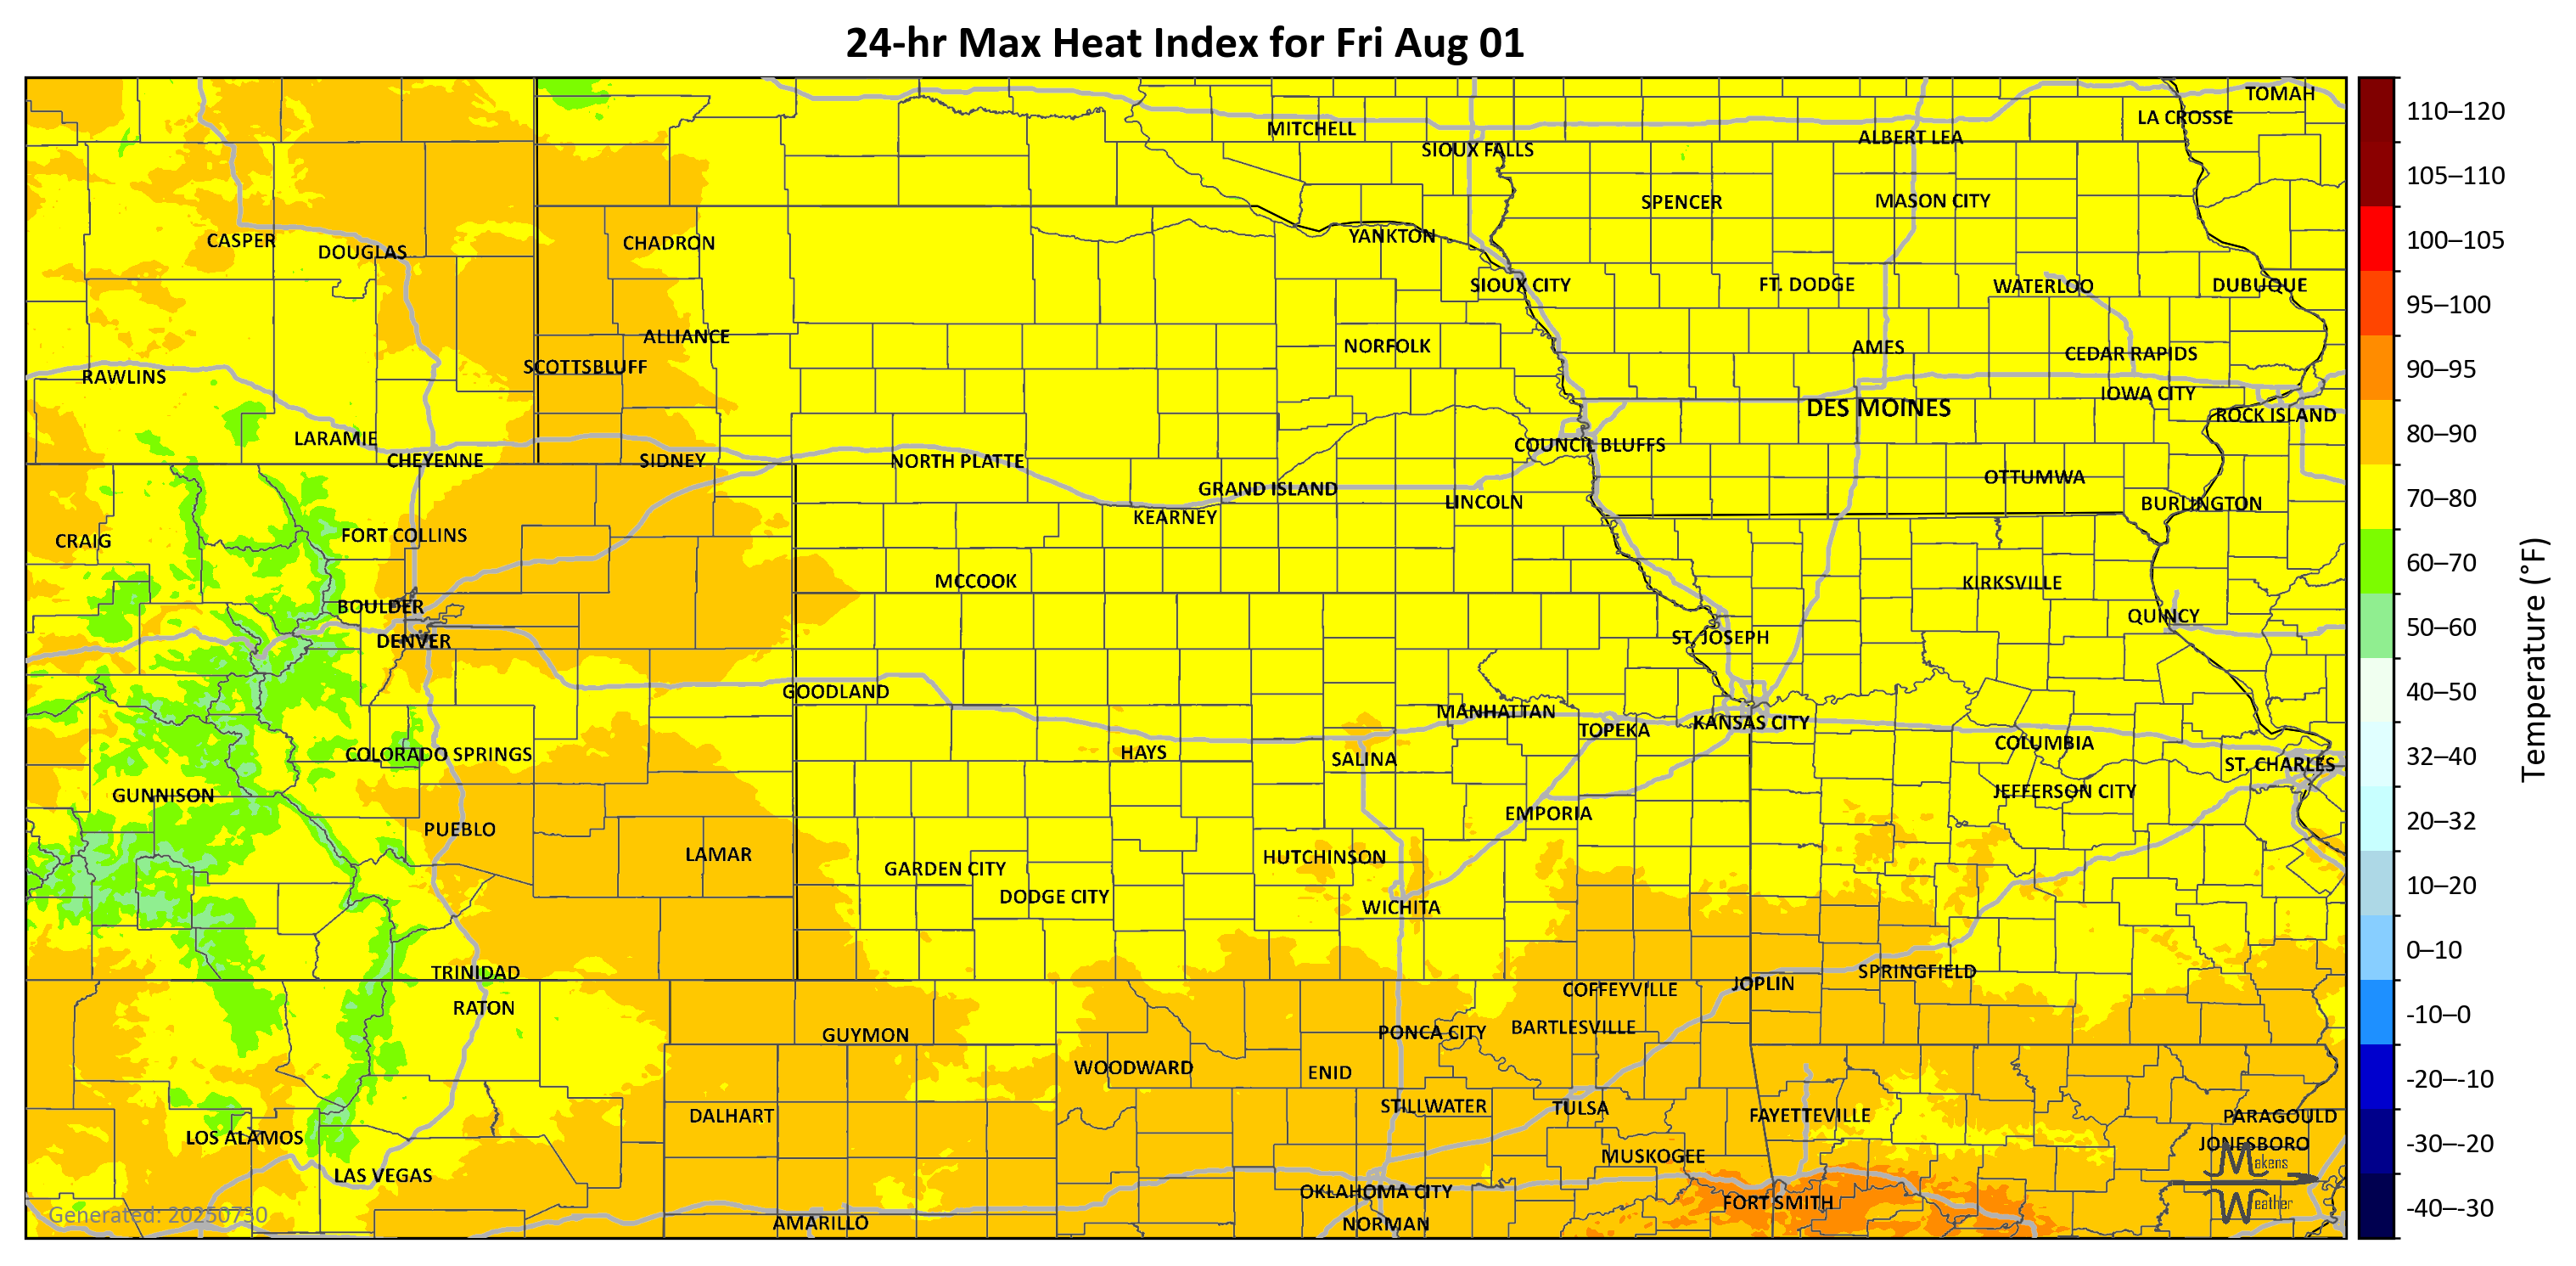 24-hr Max Heat Index for Fri Aug 01
TOMAH
LA CROSSE
MITCHELL
ALBERT LEA
SIOUX FALLS
SPENCER
MASON CITY
CASPER
DOUGLAS
CHADRON
YANKTON
SIOUX CITY
FT. DODGE
WATERLOO
DUBUQUE
ALLIANCE
NORFOLK
AMES
CEDAR RAPIDS
SCOTTSBLUFF
RAWLINS
IOWA CITY
DES MOINES
ROCK ISLAND
LARAMIE
COUNCIL BLUFFS
CHEYENNE
SIDNEY
NORTH PLATTE
OTTUMWA
GRAND ISLAND
LINCOLN
BURLINGTON
KEARNEY
CRAIG
FORT COLLINS
MCCOOK
KIRKSVILLE
BOULDER
QUINCY
DENVER
ST. JOSEPH
GOODLAND
MANHATTAN
TOPEKA
KANSAS CITY
COLUMBIA
COLORADO SPRINGS
HAYS
SALINA
ST. CHARLES
GUNNISON
JEFFERSON CITY
EMPORIA
PUEBLO
LAMAR
HUTCHINSON
GARDEN CITY
DODGE CITY
WICHITA
TRINIDAD
SPRINGFIELD
JOPLIN
COFFEYVILLE
RATON
GUYMON
PONCA CITY
BARTLESVILLE
WOODWARD
ENID
STILLWATER
TULSA
DALHART
FAYETTEVILLE
PARAGOULD
LOS ALAMOS
JONESBORO
MUSKOGEE
LAS VEGAS
OKLAHOMA CITY
FORT SMITH
AMARILLO
NORMAN
Generated: 20250730
Makens
Weather
110–120
105–110
100–105
95–100
90–95
80–90
70–80
60–70
50–60
40–50
32–40
20–32
10–20
0–10
-10–0
-20–-10
-30–-20
-40–-30
Temperature (°F)